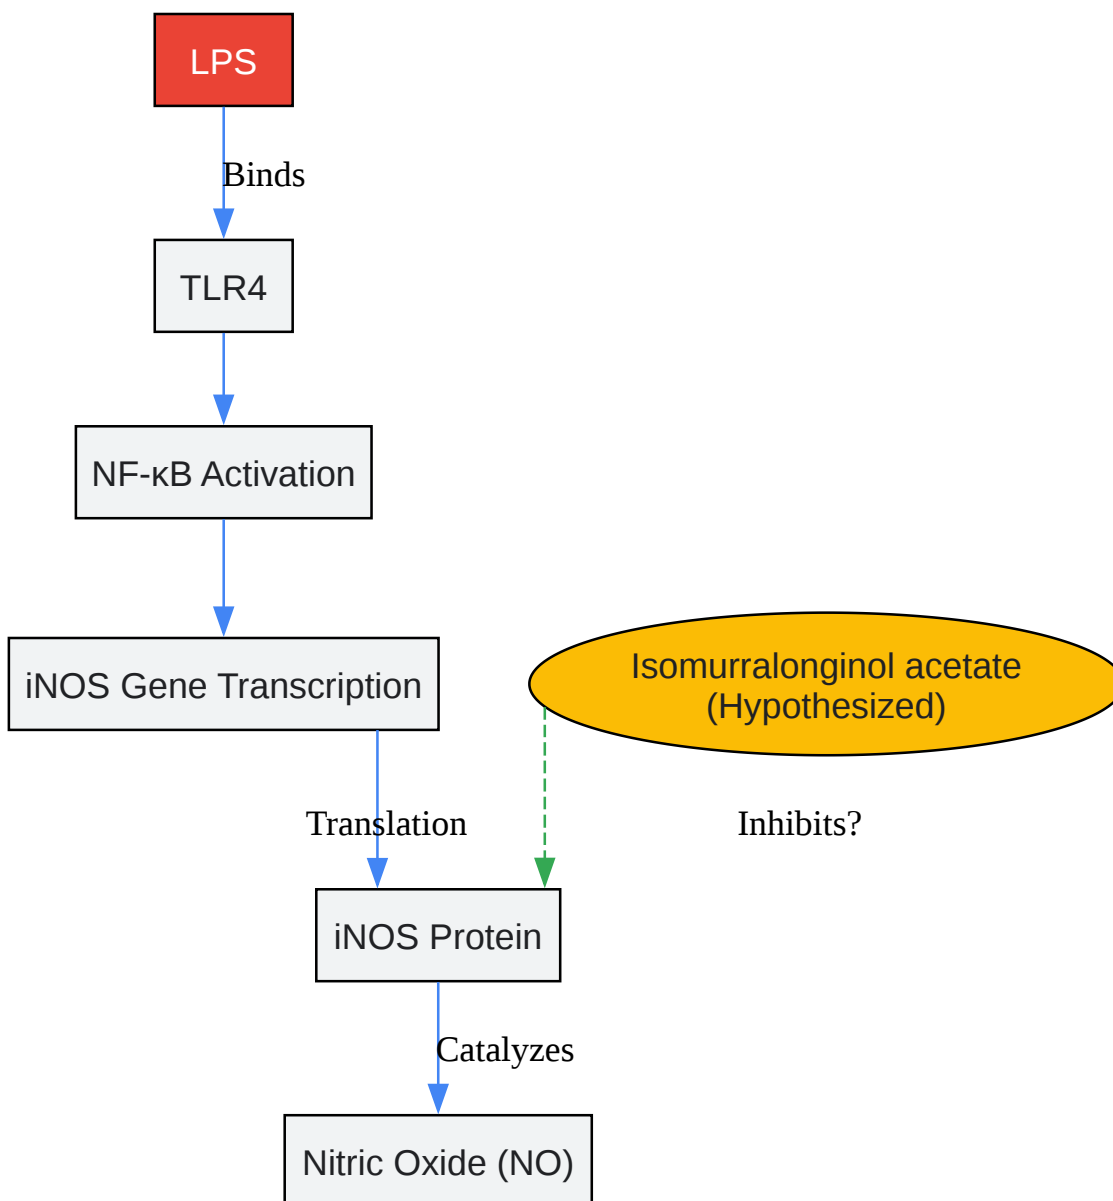 LPS
Binds
TLR4
NF-κB Activation
iNOS Gene Transcription
Isomurralonginol acetate
(Hypothesized)
Translation
Inhibits?
iNOS Protein
Catalyzes
Nitric Oxide (NO)